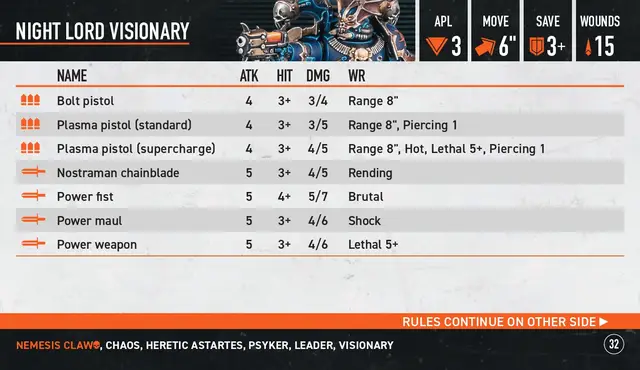 NIGHT LORD VISIONARY
APL MOVE SAVE WOUNDS
3 6" 3+ 15
NAME ATK HIT DMG WR
Bolt pistol 4 3+ 3/4 Range 8"
Plasma pistol (standard) 4 3+ 3/5 Range 8", Piercing 1
Plasma pistol (supercharge) 4 3+ 4/5 Range 8", Hot, Lethal 5+, Piercing 1
Nostraman chainblade 5 3+ 4/5 Rending
Power fist 5 4+ 5/7 Brutal
Power maul 5 3+ 4/6 Shock
Power weapon 5 3+ 4/6 Lethal 5+
RULES CONTINUE ON OTHER SIDE ▶
NEMESIS CLAW, CHAOS, HERETIC ASTARTES, PSYKER, LEADER, VISIONARY
32